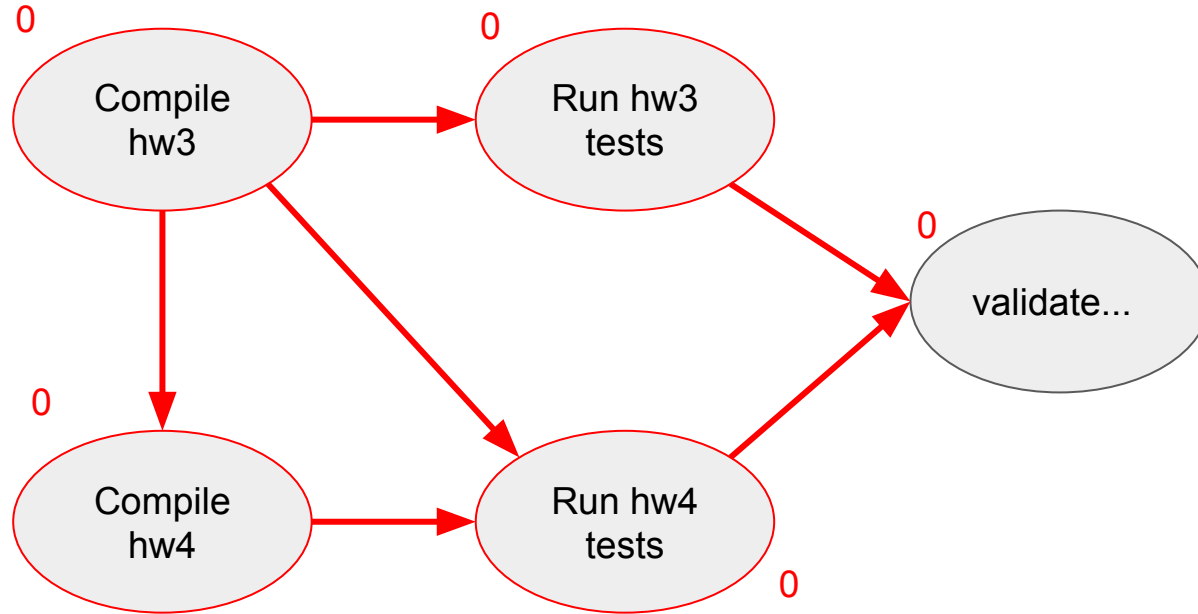 0
Compile
hw3
0
Run hw3
tests
0
validate...
0
Compile
hw4
Run hw4
tests
0